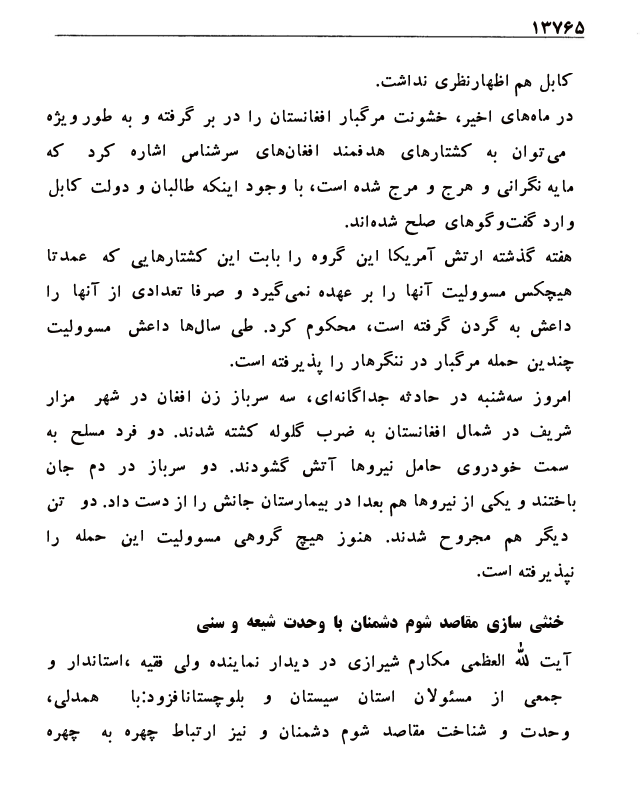 ۱۳۷۶۵
کابل هم اظهارنظری نداشت.
در ماه‌های اخیر، خشونت مرگبار افغانستان را در بر گرفته و به طور ویژه
می‌توان به کشتارهای هدفمند افغان‌های سرشناس اشاره کرد که
مایه نگرانی و هرج و مرج شده است، با وجود اینکه طالبان و دولت کابل
وارد گفت‌وگوهای صلح شده‌اند.
هفته گذشته ارتش آمریکا این گروه را بابت این کشتارهایی که عمدتا
هیچکس مسوولیت آنها را بر عهده نمی‌گیرد و صرفا تعدادی از آنها را
داعش به گردن گرفته است، محکوم کرد. طی سال‌ها داعش مسوولیت
چندین حمله مرگبار در ننگرهار را پذیرفته است.
امروز سه‌شنبه در حادثه جداگانه‌ای، سه سرباز زن افغان در شهر مزار
شریف در شمال افغانستان به ضرب گلوله کشته شدند. دو فرد مسلح به
سمت خودروی حامل نیروها آتش گشودند. دو سرباز در دم جان
باختند و یکی از نیروها هم بعدا در بیمارستان جانش را از دست داد. دو تن
دیگر هم مجروح شدند. هنوز هیچ گروهی مسوولیت این حمله را
نپذیرفته است.
خنثی سازی مقاصد شوم دشمنان با وحدت شیعه و سنی
آیت الله العظمی مکارم شیرازی در دیدار نماینده ولی فقیه ،استاندار و
جمعی از مسئولان استان سیستان و بلوچستانافزود:با همدلی،
وحدت و شناخت مقاصد شوم دشمنان و نیز ارتباط چهره به چهره